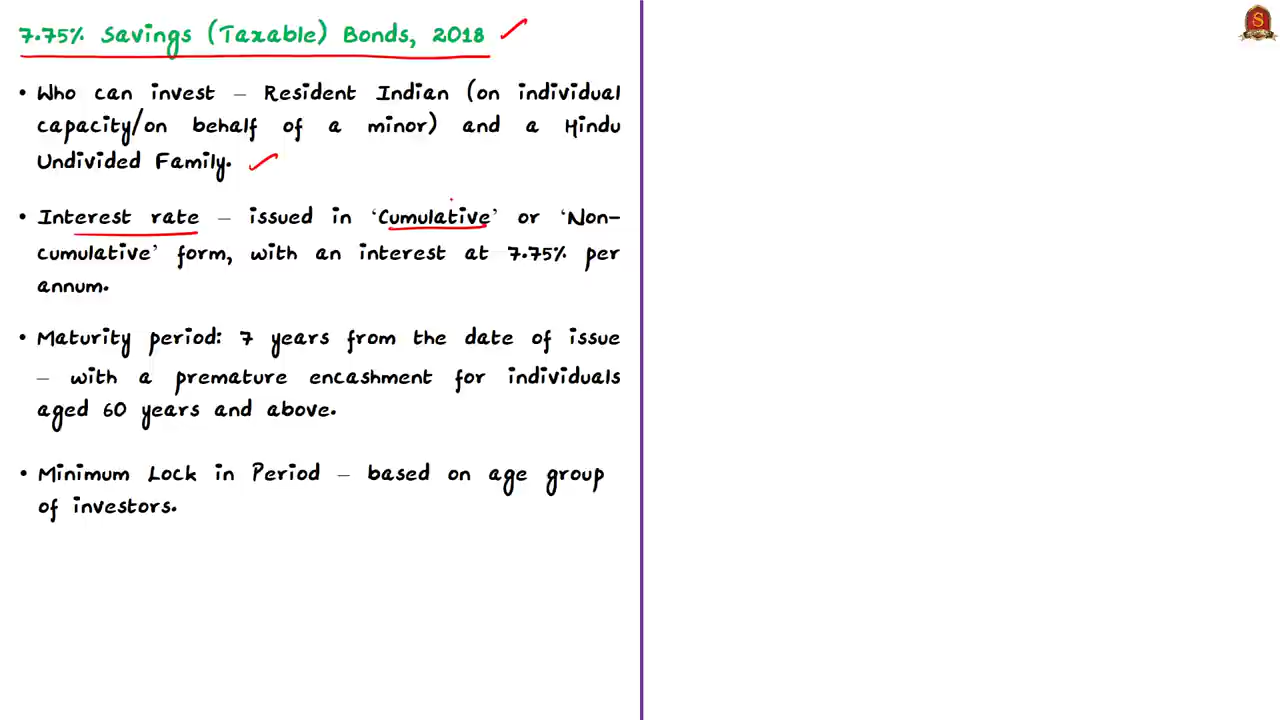 7.75% Savings (Taxable) Bonds, 2018
• Who can invest – Resident Indian (on individual
capacity/on behalf of a minor) and a Hindu
Undivided Family.
• Interest rate – issued in ‘Cumulative’ or ‘Non-
cumulative’ form, with an interest at 7.75% per
annum.
• Maturity period: 7 years from the date of issue
– with a premature encashment for individuals
aged 60 years and above.
• Minimum Lock in Period – based on age group
of investors.
S